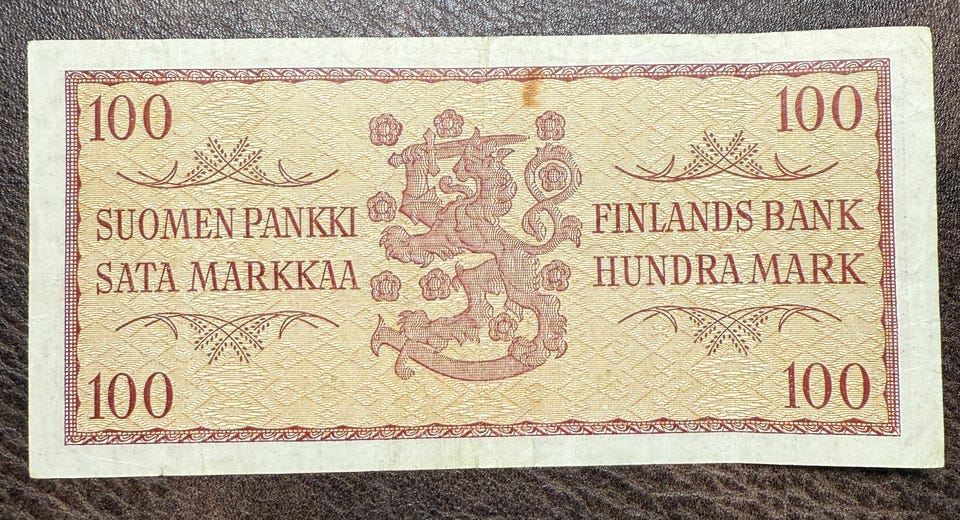 100
100
SUOMEN PANKKI
SATA MARKKAA
FINLANDS BANK
HUNDRA MARK
100
100